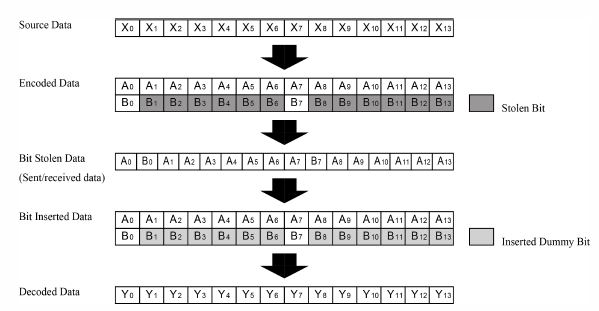 Source Data X0 X1 X2 X3 X4 X5 X6 X7 X8 X9 X10 X11 X12 X13
Encoded Data A0 A1 A2 A3 A4 A5 A6 A7 A8 A9 A10 A11 A12 A13
B0 B1 B2 B3 B4 B5 B6 B7 B8 B9 B10 B11 B12 B13
Stolen Bit
Bit Stolen Data A0 B0 A1 A2 A3 A4 A5 A6 A7 B7 A8 A9 A10 A11 A12 A13
(Sent/received data)
Bit Inserted Data A0 A1 A2 A3 A4 A5 A6 A7 A8 A9 A10 A11 A12 A13
B0 B1 B2 B3 B4 B5 B6 B7 B8 B9 B10 B11 B12 B13
Inserted Dummy Bit
Decoded Data Y0 Y1 Y2 Y3 Y4 Y5 Y6 Y7 Y8 Y9 Y10 Y11 Y12 Y13